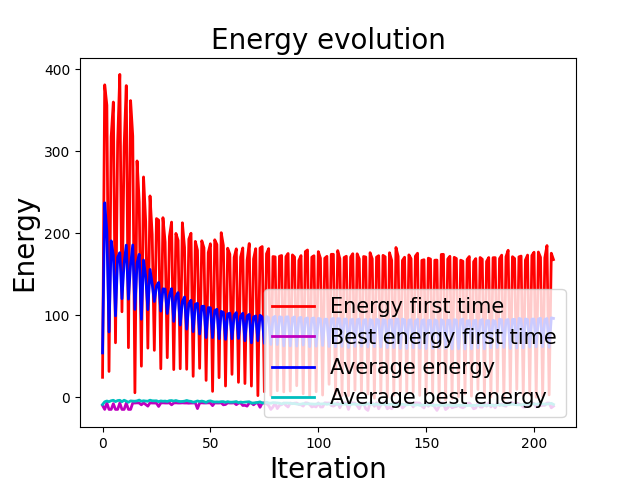 Energy evolution
400
300
200
100
0
Energy
Energy first time
Best energy first time
Average energy
Average best energy
0 50 100 150 200
Iteration